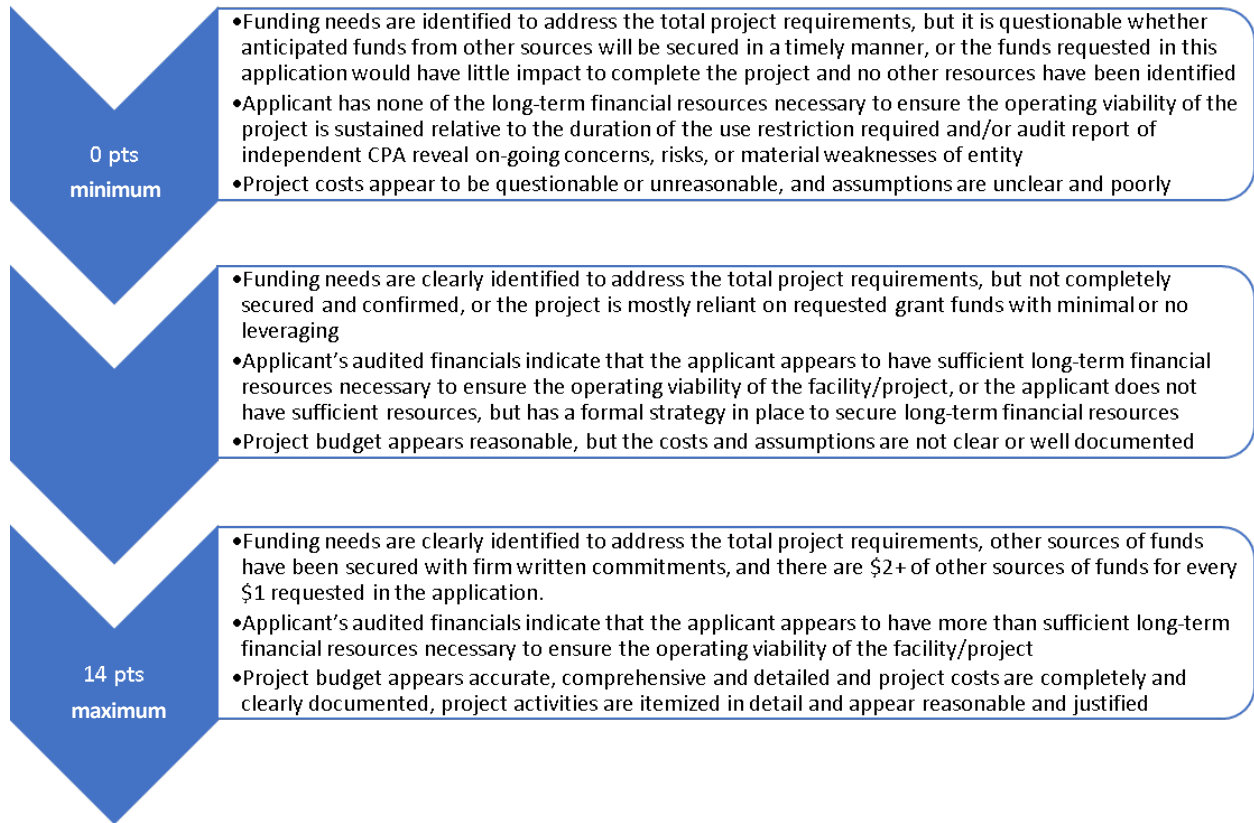 •Funding needs are identified to address the total project requirements, but it is questionable whether
anticipated funds from other sources will be secured in a timely manner, or the funds requested in this
application would have little impact to complete the project and no other resources have been identified
•Applicant has none of the long-term financial resources necessary to ensure the operating viability of the
project is sustained relative to the duration of the use restriction required and/or audit report of
independent CPA reveal on-going concerns, risks, or material weaknesses of entity
•Project costs appear to be questionable or unreasonable, and assumptions are unclear and poorly
0 pts
minimum
•Funding needs are clearly identified to address the total project requirements, but not completely
secured and confirmed, or the project is mostly reliant on requested grant funds with minimal or no
leveraging
•Applicant’s audited financials indicate that the applicant appears to have sufficient long-term financial
resources necessary to ensure the operating viability of the facility/project, or the applicant does not
have sufficient resources, but has a formal strategy in place to secure long-term financial resources
•Project budget appears reasonable, but the costs and assumptions are not clear or well documented
•Funding needs are clearly identified to address the total project requirements, other sources of funds
have been secured with firm written commitments, and there are $2+ of other sources of funds for every
$1 requested in the application.
•Applicant’s audited financials indicate that the applicant appears to have more than sufficient long-term
financial resources necessary to ensure the operating viability of the facility/project
•Project budget appears accurate, comprehensive and detailed and project costs are completely and
clearly documented, project activities are itemized in detail and appear reasonable and justified
14 pts
maximum